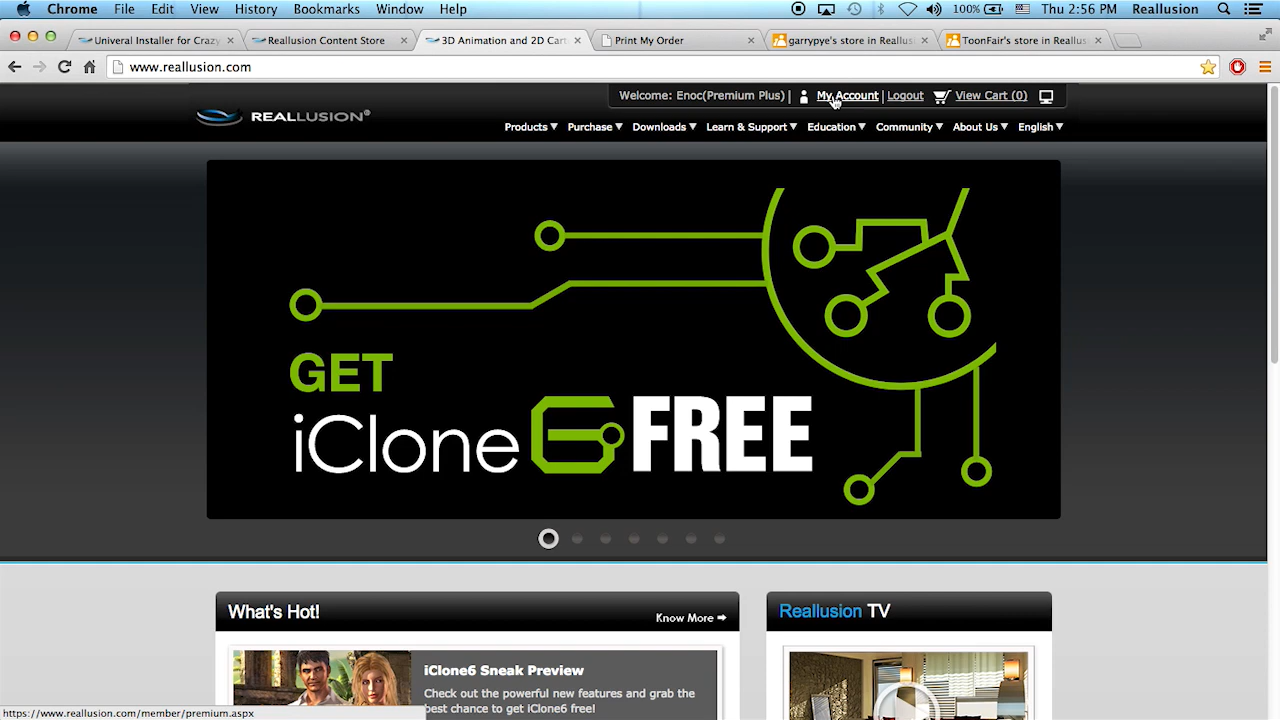 Chrome File Edit View History Bookmarks Window Help 100% Thu 2:56 PM Reallusion
Univeral Installer for Crazy Reallusion Content Store 3D Animation and 2D Cart Print My Order garrypye's store in Reallus ToonFair's store in Reallus
www.reallusion.com
Welcome: Enoc(Premium Plus) | My Account | Logout View Cart (0)
REALLUSION®
Products Purchase Downloads Learn & Support Education Community About Us English
GET
iClone 6 FREE
What's Hot! Know More
Reallusion TV
iClone6 Sneak Preview
Check out the powerful new features and grab the
best chance to get iClone6 free!
https://www.reallusion.com/member/premium.aspx